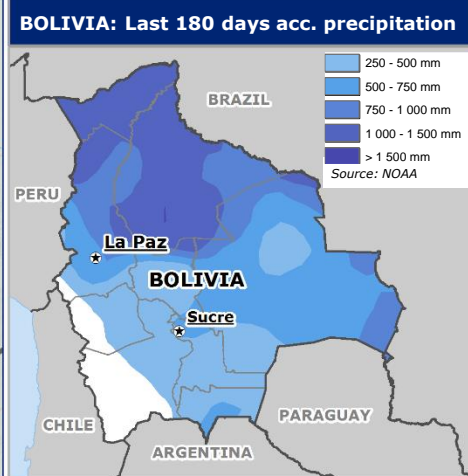 BOLIVIA: Last 180 days acc. precipitation
250 - 500 mm
500 - 750 mm
750 - 1 000 mm
1 000 - 1 500 mm
> 1 500 mm
Source: NOAA
BRAZIL
PERU
La Paz
BOLIVIA
Sucre
CHILE
PARAGUAY
ARGENTINA